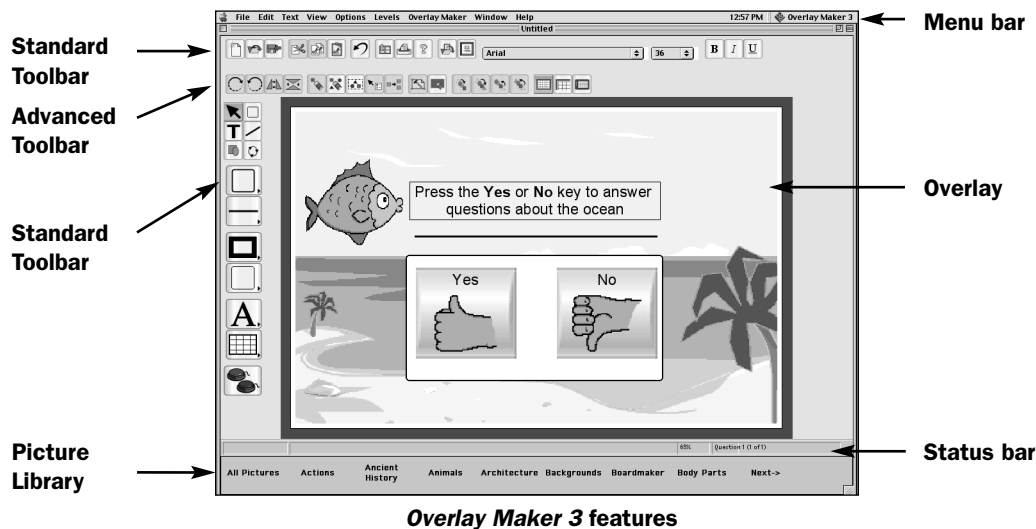 File Edit Text View Options Levels Overlay Maker Window Help 12:57 PM Overlay Maker 3
Untitled
Arial 36 B I U
Menu bar
Standard
Toolbar
Advanced
Toolbar
T
Standard
Toolbar
A
Press the Yes or No key to answer
questions about the ocean
Yes
No
Overlay
65% Question 1 (1 of 1)
Status bar
Picture
Library
All Pictures Actions Ancient
History Animals Architecture Backgrounds Boardmaker Body Parts Next->
Overlay Maker 3 features